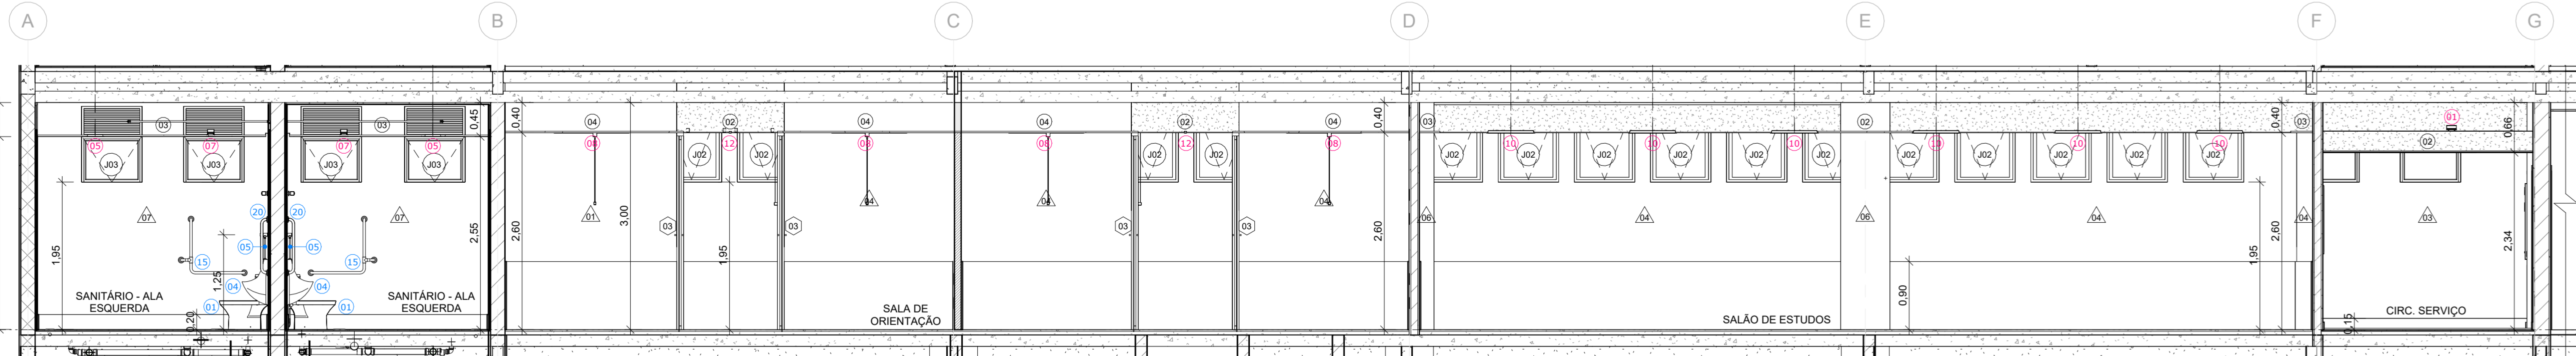 A B C D E F G
03 03 04 02 04 04 02 04 03 02 03 01
0,45 0,40 3,00 0,40 0,40 0,66
05 07 07 05 08 12 08 08 12 08 10 10 10 10 10 10 02
J03 J03 J03 J03 J02 J02 J02 J02 J02 J02 J02 J02 J02 J02 J02 J02 J02 J02 J02
07 07 01 04 04 04 06 04 06 04 04 03
20 20 03 03 03 03
05 05
15 15
04 04
01 01
1,95 1,25 0,20 2,55 2,60 1,95 2,60 0,90 1,95 2,60 2,34 0,15
SANITÁRIO - ALA
ESQUERDA
SANITÁRIO - ALA
ESQUERDA
SALA DE
ORIENTAÇÃO
SALÃO DE ESTUDOS
CIRC. SERVIÇO